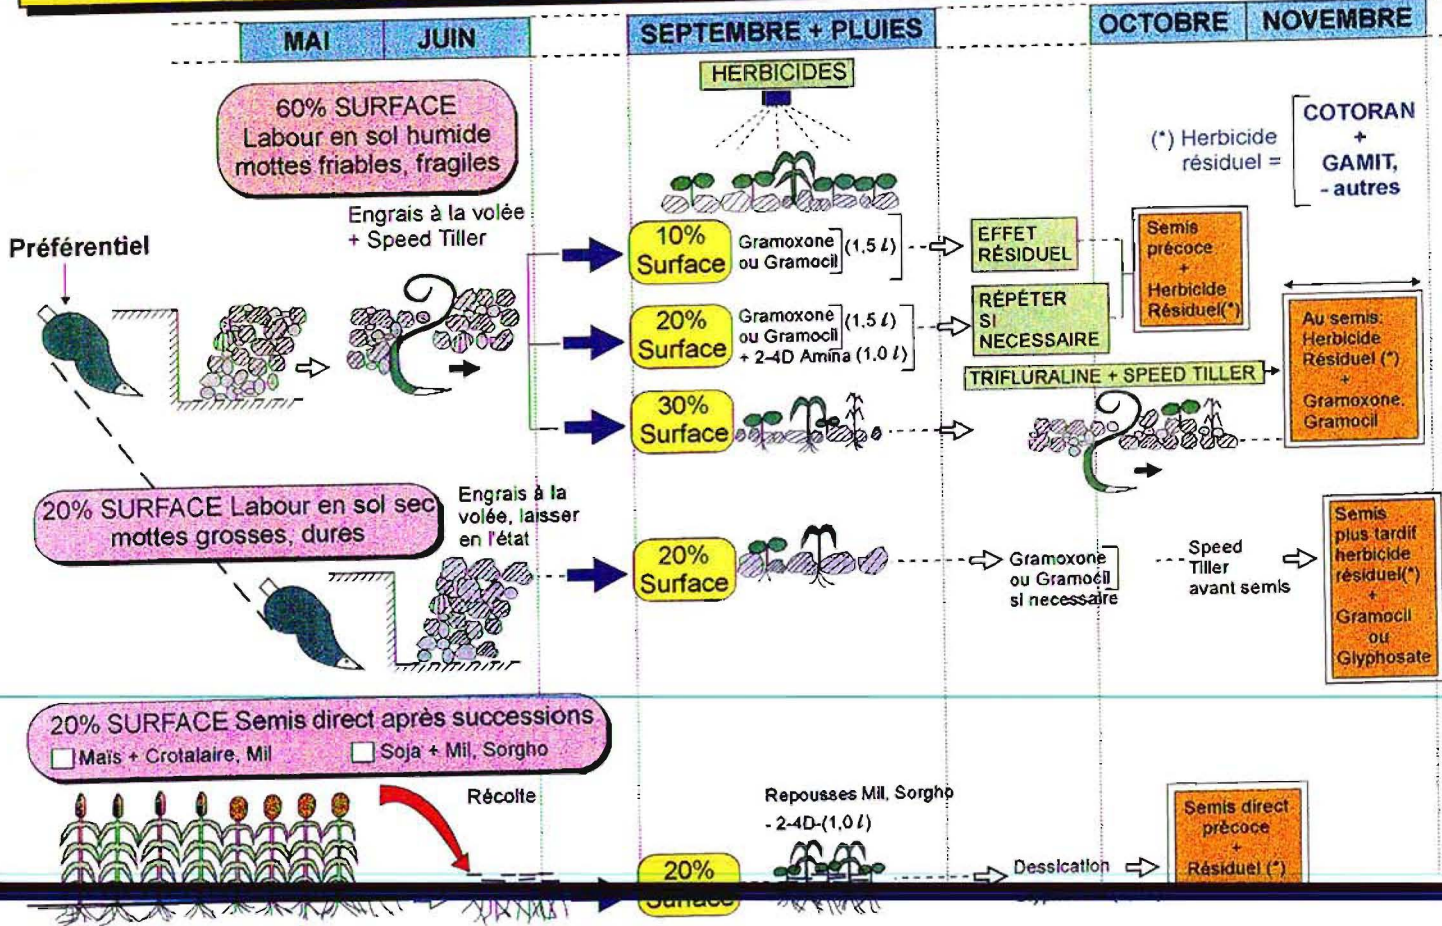 MAI
JUIN
SEPTEMBRE + PLUIES
OCTOBRE
NOVEMBRE
60% SURFACE
Labour en sol humide
mottes friables, fragiles
HERBICIDES
(*) Herbicide
résiduel =
COTORAN
+
GAMIT,
- autres
Préférentiel
Engrais à la volée
+ Speed Tiller
10%
Surface
Gramoxone
ou Gramocil
(1,5 ℓ)
EFFET
RÉSIDUEL
Semis
précoce
+
Herbicide
Résiduel(*)
20%
Surface
Gramoxone
ou Gramocil
(1,5 ℓ)
+ 2-4D Amina (1,0 ℓ)
RÉPÉTER
SI
NECESSAIRE
TRIFLURALINE + SPEED TILLER
Au semis:
Herbicide
Résiduel (*)
+
Gramoxone.
Gramocil
30%
Surface
20% SURFACE Labour en sol sec
mottes grosses, dures
Engrais à la
volée, laisser
en l'état
20%
Surface
Gramoxone
ou Gramocil
si necessaire
Speed
Tiller
avant semis
Semis
plus tardif
herbicide
résiduel(*)
+
Gramocil
ou
Glyphosate
20% SURFACE Semis direct après successions
Maïs + Crotalaire, Mil
Soja + Mil, Sorgho
Récolte
Repousses Mil, Sorgho
- 2-4D-(1,0 ℓ)
20%
Surface
Dessication
Semis direct
précoce
+
Résiduel (*)